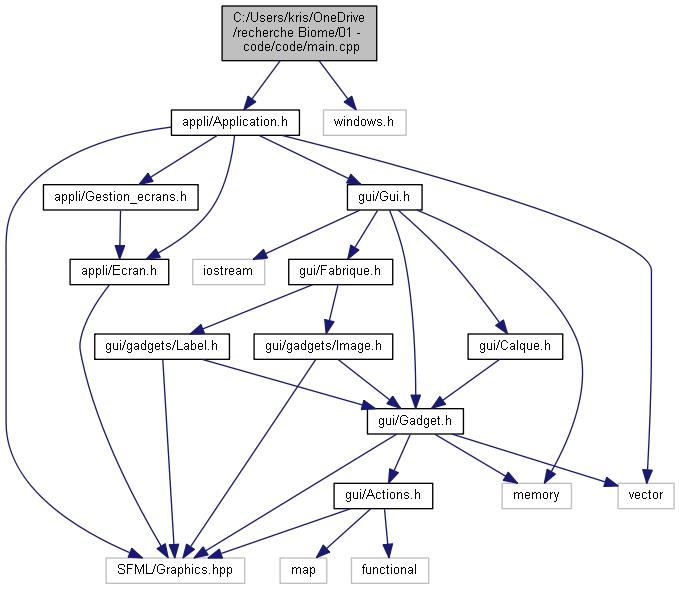 C:/Users/kris/OneDrive
/recherche Biome/01 -
code/code/main.cpp
appli/Application.h
windows.h
appli/Gestion_ecrans.h
gui/Gui.h
appli/Ecran.h
iostream
gui/Fabrique.h
gui/gadgets/Label.h
gui/gadgets/Image.h
gui/Calque.h
gui/Gadget.h
gui/Actions.h
memory
vector
SFML/Graphics.hpp
map
functional